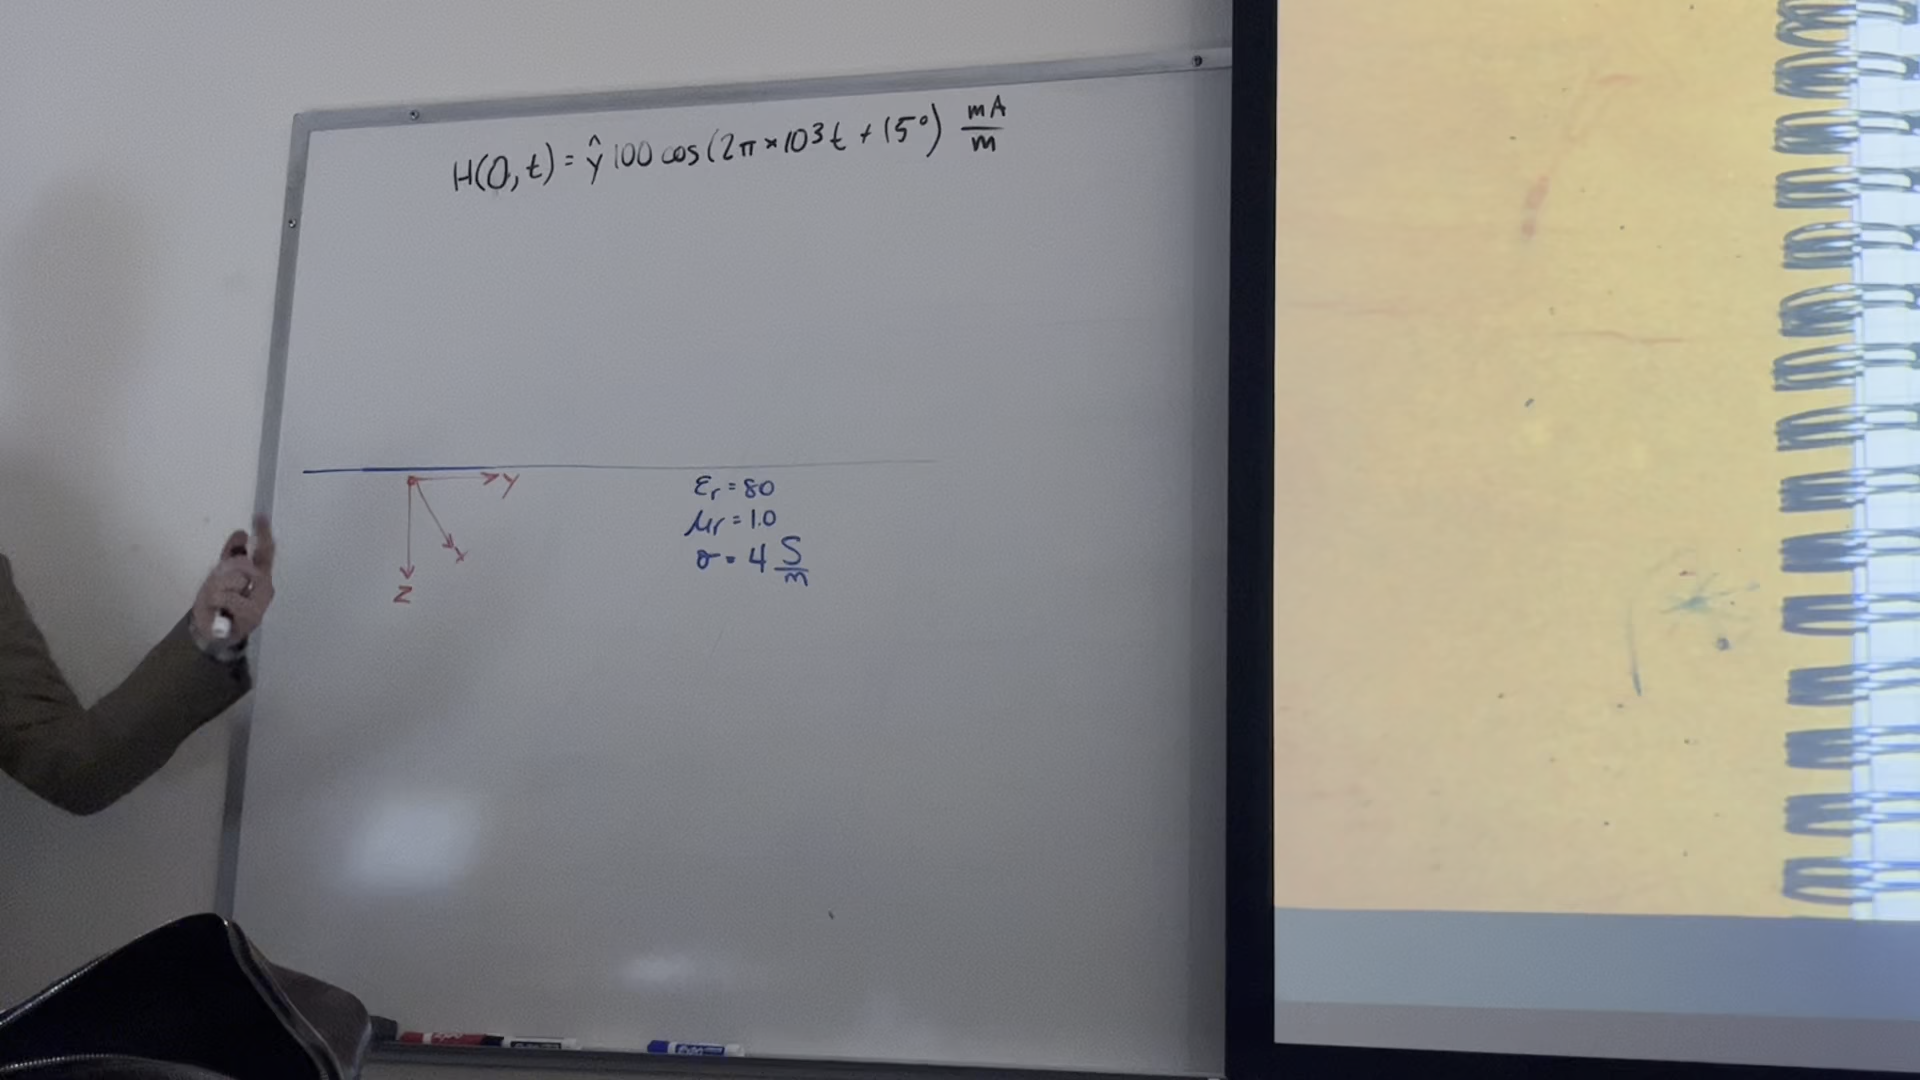 H(0,t) = ŷ 100 cos(2π×10³t + 15°) mA/m
y
x
z
εr = 80
μr = 1.0
σ = 4 S/m